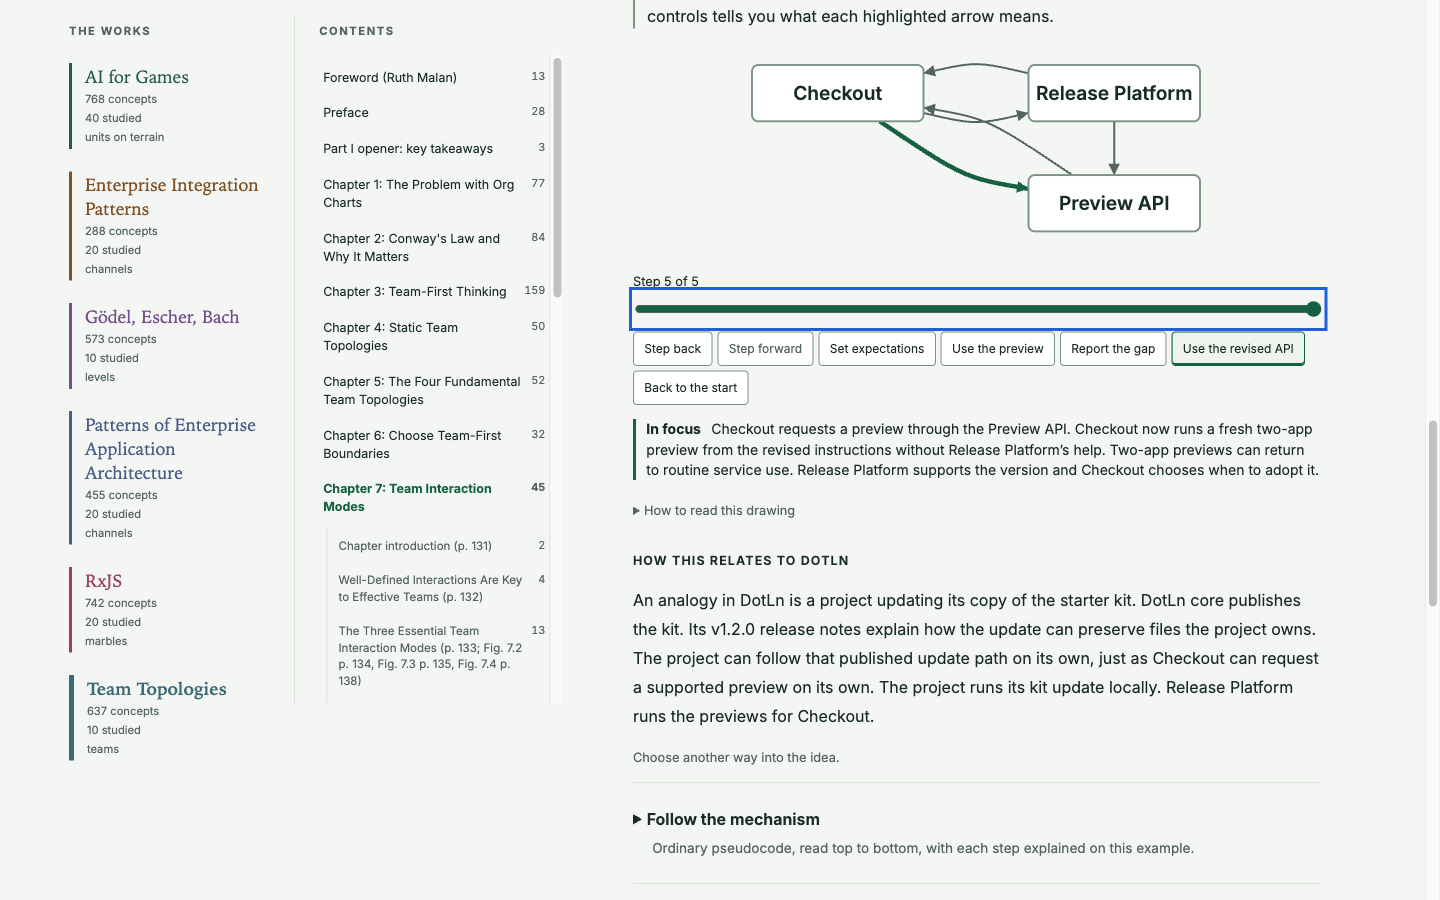 THE WORKS
AI for Games
768 concepts
40 studied
units on terrain
Enterprise Integration
Patterns
288 concepts
20 studied
channels
Gödel, Escher, Bach
573 concepts
10 studied
levels
Patterns of Enterprise
Application
Architecture
455 concepts
20 studied
channels
RxJS
742 concepts
20 studied
marbles
Team Topologies
637 concepts
10 studied
teams
CONTENTS
Foreword (Ruth Malan) 13
Preface 28
Part I opener: key takeaways 3
Chapter 1: The Problem with Org 77
Charts
Chapter 2: Conway's Law and 84
Why It Matters
Chapter 3: Team-First Thinking 159
Chapter 4: Static Team 50
Topologies
Chapter 5: The Four Fundamental 52
Team Topologies
Chapter 6: Choose Team-First 32
Boundaries
Chapter 7: Team Interaction 45
Modes
Chapter introduction (p. 131) 2
Well-Defined Interactions Are Key 4
to Effective Teams (p. 132)
The Three Essential Team 13
Interaction Modes (p. 133; Fig. 7.2
p. 134, Fig. 7.3 p. 135, Fig. 7.4 p.
138)
controls tells you what each highlighted arrow means.
Checkout
Release Platform
Preview API
Step 5 of 5
Step back
Step forward
Set expectations
Use the preview
Report the gap
Use the revised API
Back to the start
In focus Checkout requests a preview through the Preview API. Checkout now runs a fresh two-app
preview from the revised instructions without Release Platform’s help. Two-app previews can return
to routine service use. Release Platform supports the version and Checkout chooses when to adopt it.
How to read this drawing
HOW THIS RELATES TO DOTLN
An analogy in DotLn is a project updating its copy of the starter kit. DotLn core publishes
the kit. Its v1.2.0 release notes explain how the update can preserve files the project owns.
The project can follow that published update path on its own, just as Checkout can request
a supported preview on its own. The project runs its kit update locally. Release Platform
runs the previews for Checkout.
Choose another way into the idea.
Follow the mechanism
Ordinary pseudocode, read top to bottom, with each step explained on this example.